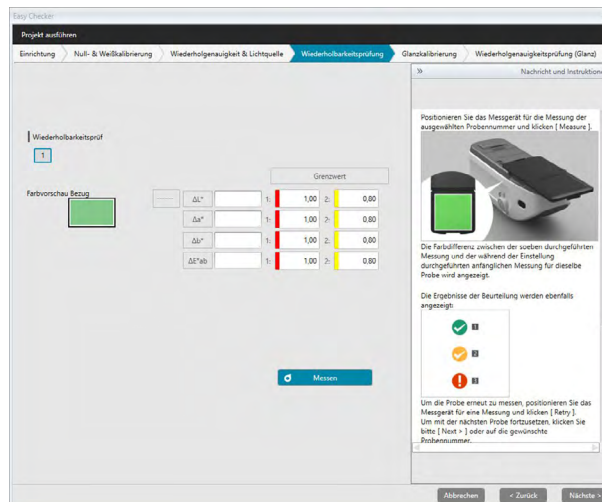 Easy Checker
Projekt ausführen
Einrichtung Null- & Weißkalibrierung Wiederholgenauigkeit & Lichtquelle Wiederholbarkeitsprüfung Glanzkalibrierung Wiederholgenauigkeitsprüfung (Glanz)
» Nachricht und Instruktione
Wiederholbarkeitsprüf
1
Farbvorschau Bezug
Grenzwert
ΔL* 1: 1,00 2: 0,80
Δa* 1: 1,00 2: 0,80
Δb* 1: 1,00 2: 0,80
ΔE*ab 1: 1,00 2: 0,80
Messen
Positionieren Sie das Messgerät für die Messung der
ausgewählten Probennummer und klicken [ Measure ].
Die Farbdifferenz zwischen der soeben durchgeführten
Messung und der während der Einstellung
durchgeführten anfänglichen Messung für dieselbe
Probe wird angezeigt.
Die Ergebnisse der Beurteilung werden ebenfalls
angezeigt:
1
2
3
Um die Probe erneut zu messen, positionieren Sie das
Messgerät für eine Messung und klicken [ Retry ].
Um mit der nächsten Probe fortzusetzen, klicken Sie
bitte [ Next > ] oder auf die gewünschte
Probennummer.
Abbrechen < Zurück Nächste >